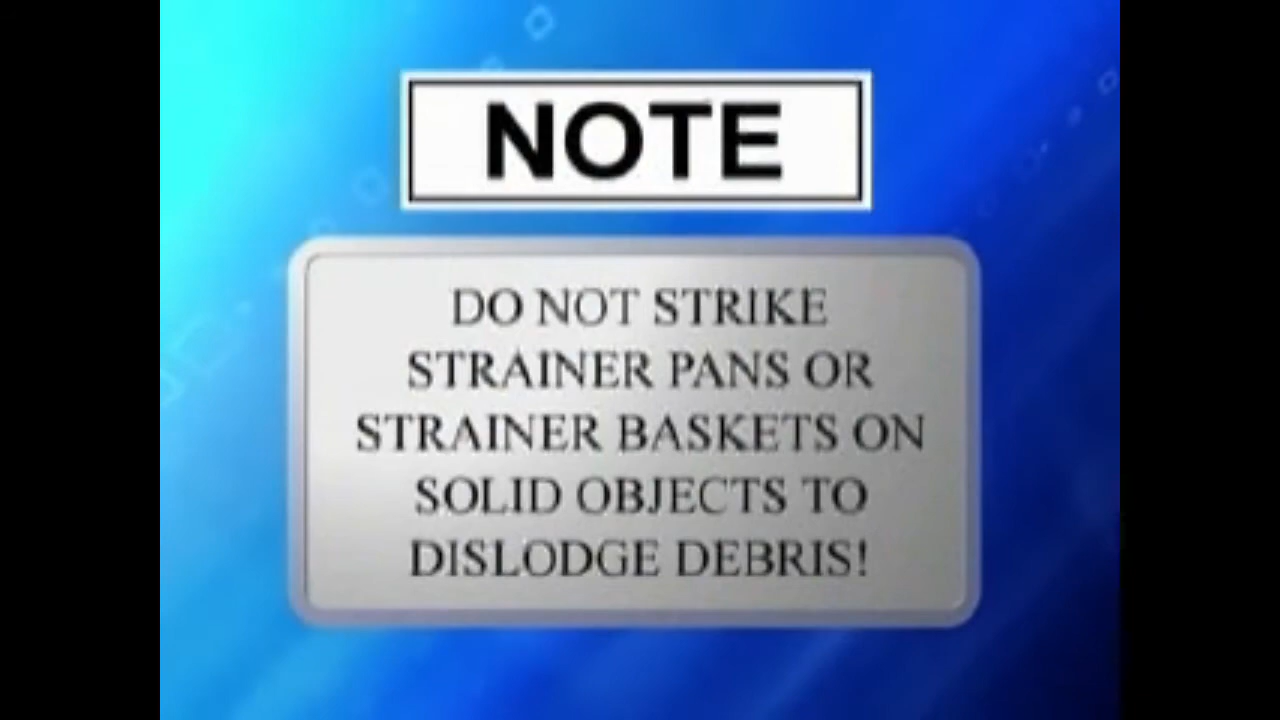 NOTE
DO NOT STRIKE
STRAINER PANS OR
STRAINER BASKETS ON
SOLID OBJECTS TO
DISLODGE DEBRIS!